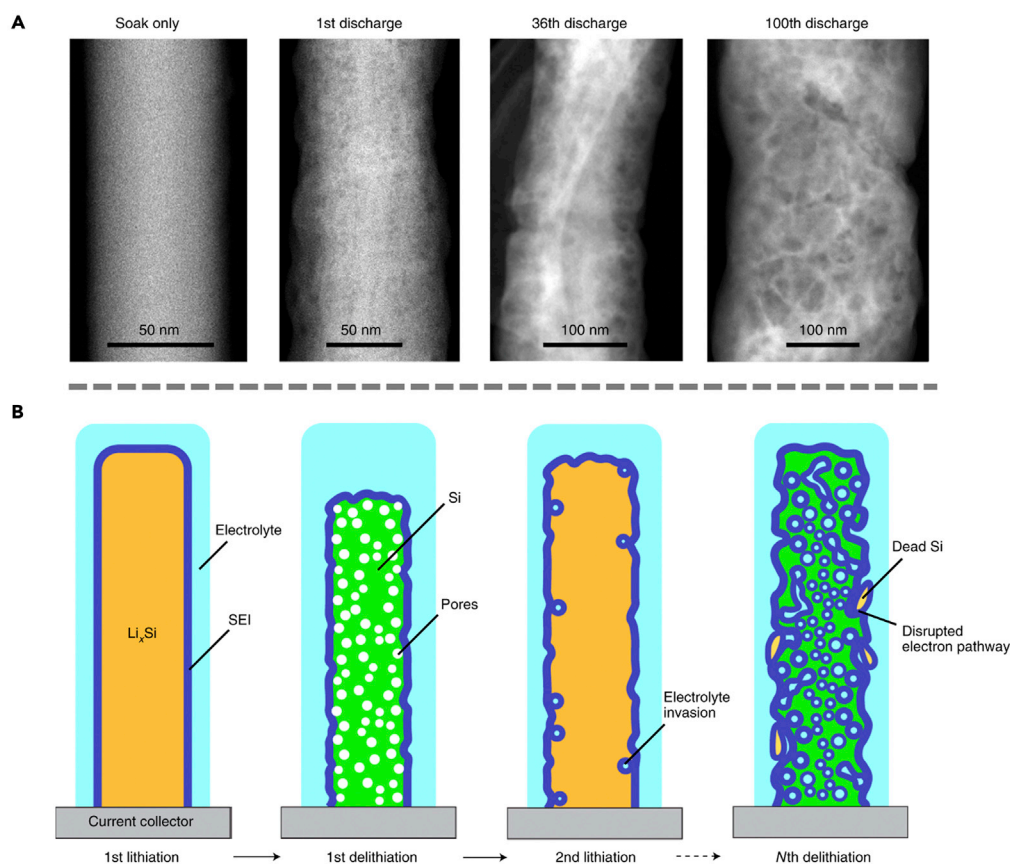 A
Soak only
1st discharge
36th discharge
100th discharge
50 nm
50 nm
100 nm
100 nm
B
Electrolyte
SEI
LixSi
Current collector
Si
Pores
Electrolyte
invasion
Dead Si
Disrupted
electron pathway
1st lithiation
1st delithiation
2nd lithiation
Nth delithiation